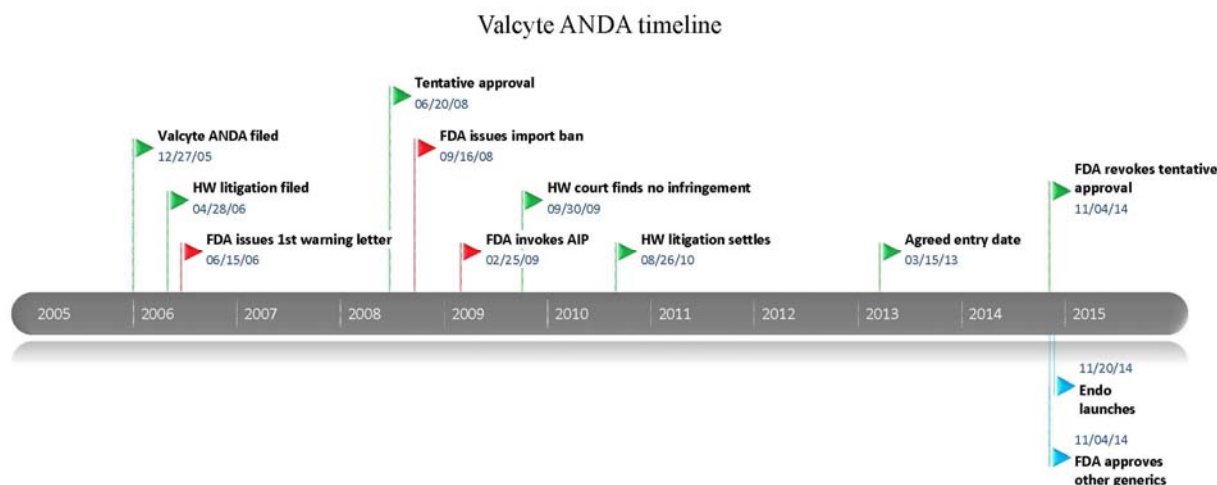 Valcyte ANDA timeline
Tentative approval
06/20/08
Valcyte ANDA filed
12/27/05
FDA issues import ban
09/16/08
HW litigation filed
04/28/06
HW court finds no infringement
09/30/09
FDA revokes tentative
approval
11/04/14
FDA issues 1st warning letter
06/15/06
FDA invokes AIP
02/25/09
HW litigation settles
08/26/10
Agreed entry date
03/15/13
2005 2006 2007 2008 2009 2010 2011 2012 2013 2014 2015
11/20/14
Endo
launches
11/04/14
FDA approves
other generics